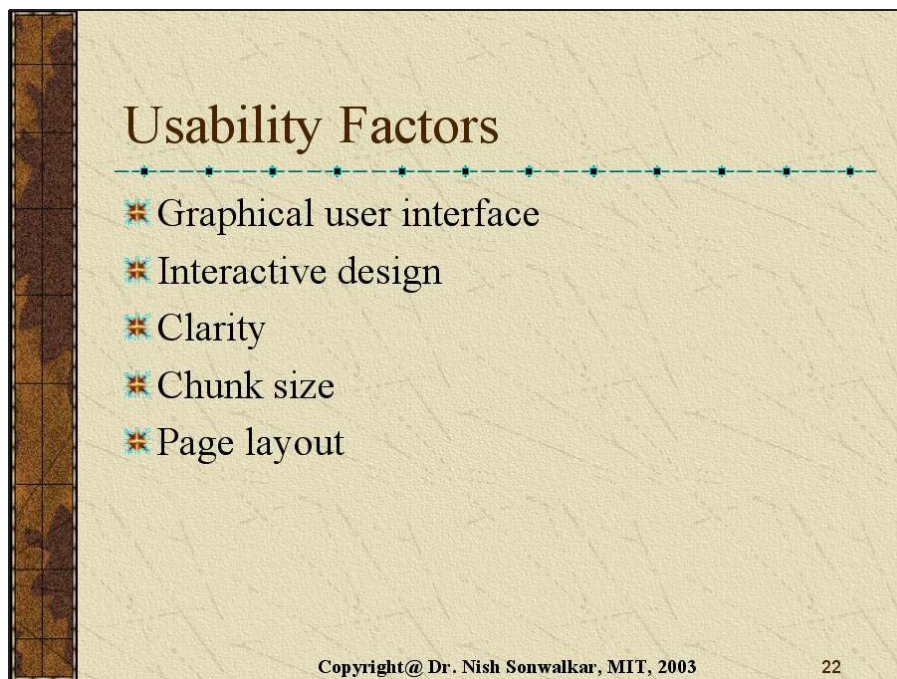 Usability Factors
Graphical user interface
Interactive design
Clarity
Chunk size
Page layout
Copyright@ Dr. Nish Sonwalkar, MIT, 2003 22